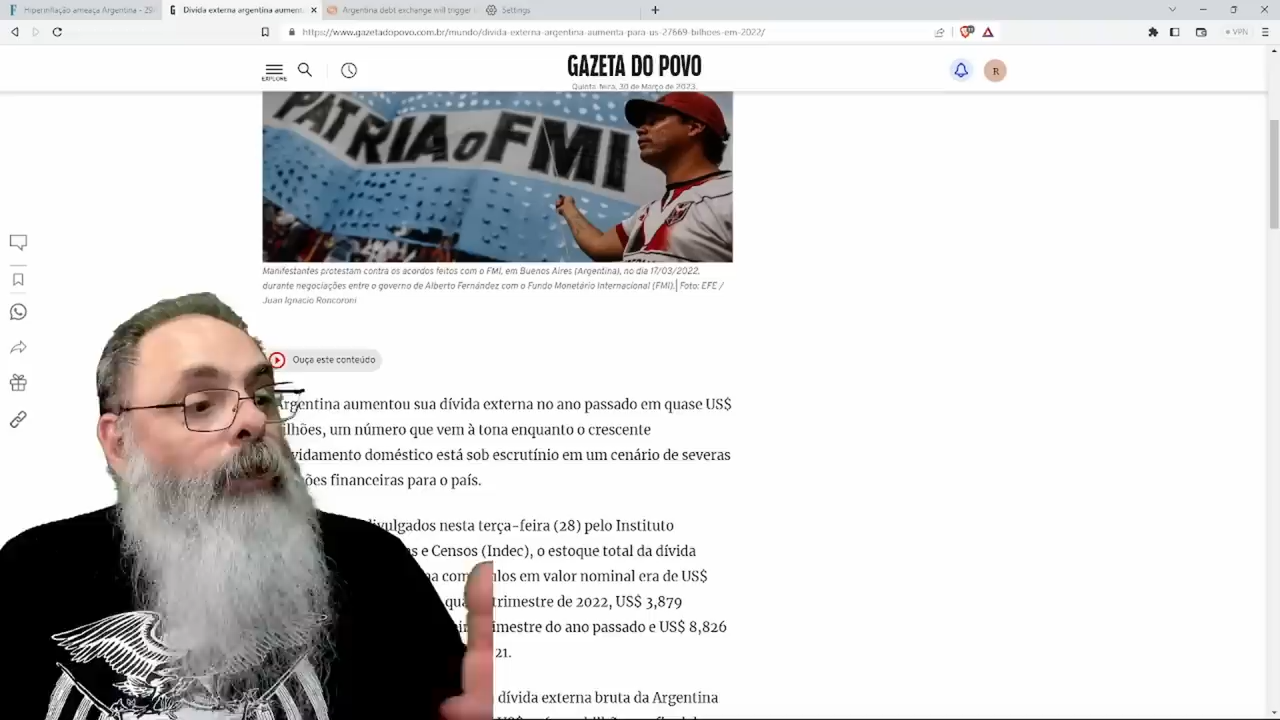 Hiperinflação ameaça Argentina - 29
Dívida externa argentina aument
Argentina debt exchange will trigger
Settings
https://www.gazetadopovo.com.br/mundo/divida-externa-argentina-aumenta-para-us-27669-bilhoes-em-2022/
VPN
EXPLORE
GAZETA DO POVO
Quinta-feira, 30 de Março de 2023.
R
PATRIA o FMI
Manifestantes protestam contra os acordos feitos com o FMI, em Buenos Aires (Argentina), no dia 17/03/2022,
durante negociações entre o governo de Alberto Fernández com o Fundo Monetário Internacional (FMI).| Foto: EFE /
Juan Ignacio Roncoroni
Ouça este conteúdo
Argentina aumentou sua dívida externa no ano passado em quase US$
ilhões, um número que vem à tona enquanto o crescente
vidamento doméstico está sob escrutínio em um cenário de severas
ões financeiras para o país.
divulgados nesta terça-feira (28) pelo Instituto
s e Censos (Indec), o estoque total da dívida
na com ulos em valor nominal era de US$
qua trimestre de 2022, US$ 3,879
imestre do ano passado e US$ 8,826
21.
dívida externa bruta da Argentina